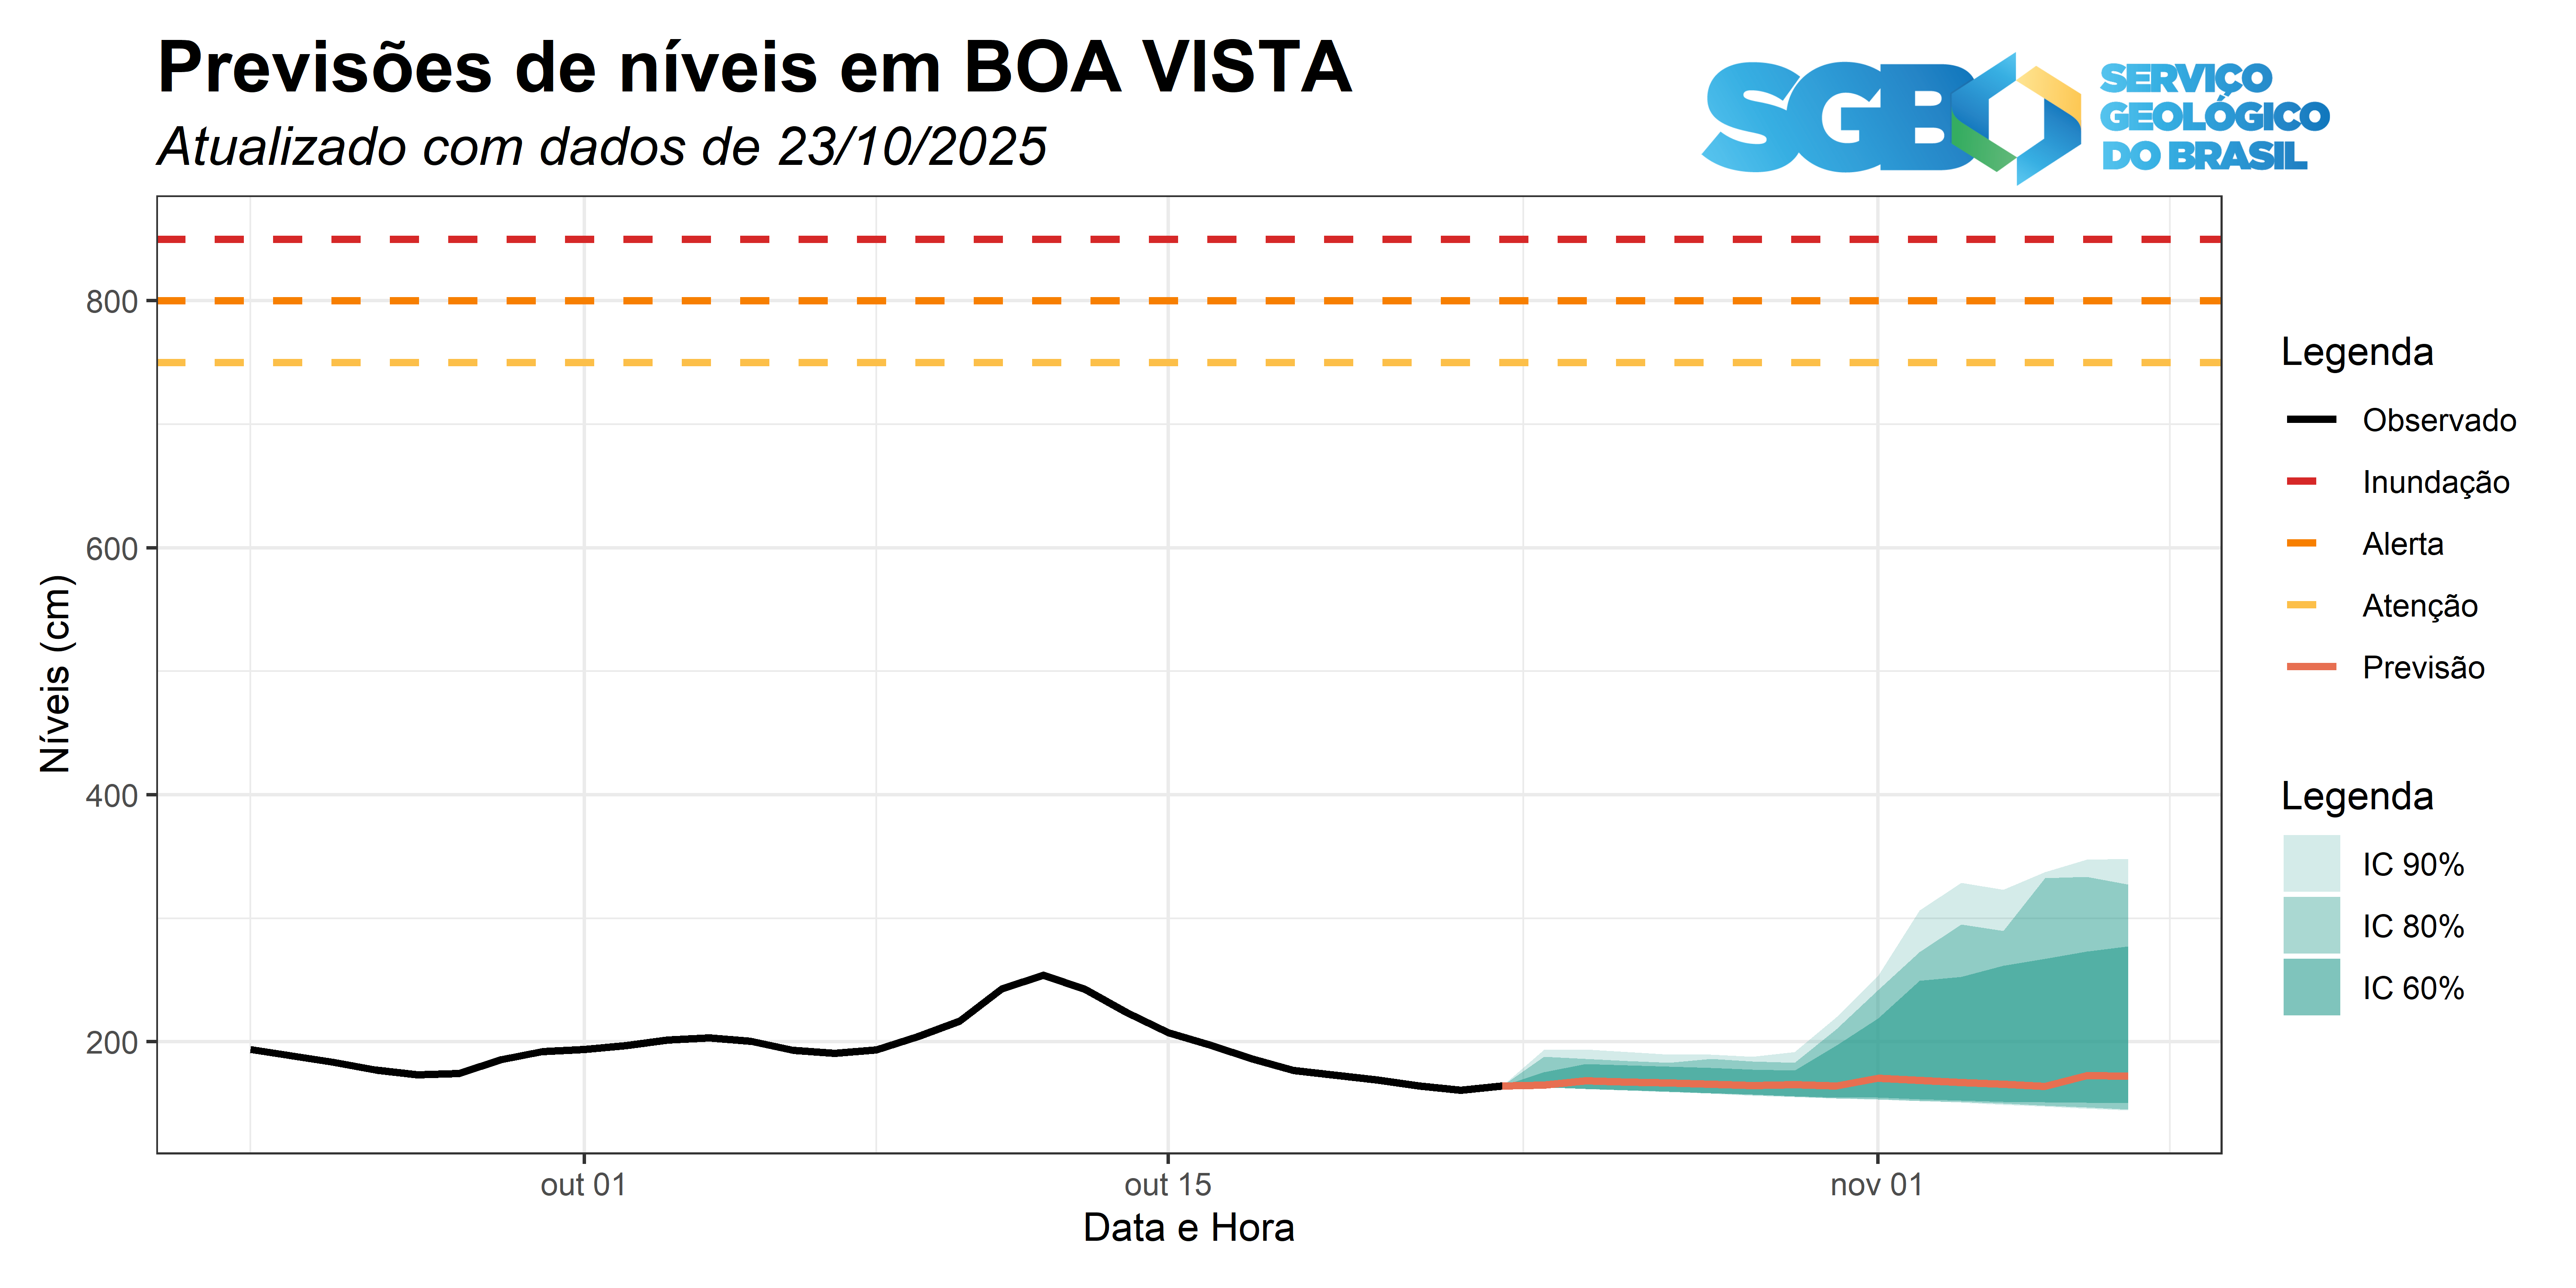 Previsões de níveis em BOA VISTA
Atualizado com dados de 23/10/2025
SGB
SERVIÇO
GEOLÓGICO
DO BRASIL
800
600
400
200
Níveis (cm)
out 01
out 15
nov 01
Data e Hora
Legenda
Observado
Inundação
Alerta
Atenção
Previsão
Legenda
IC 90%
IC 80%
IC 60%